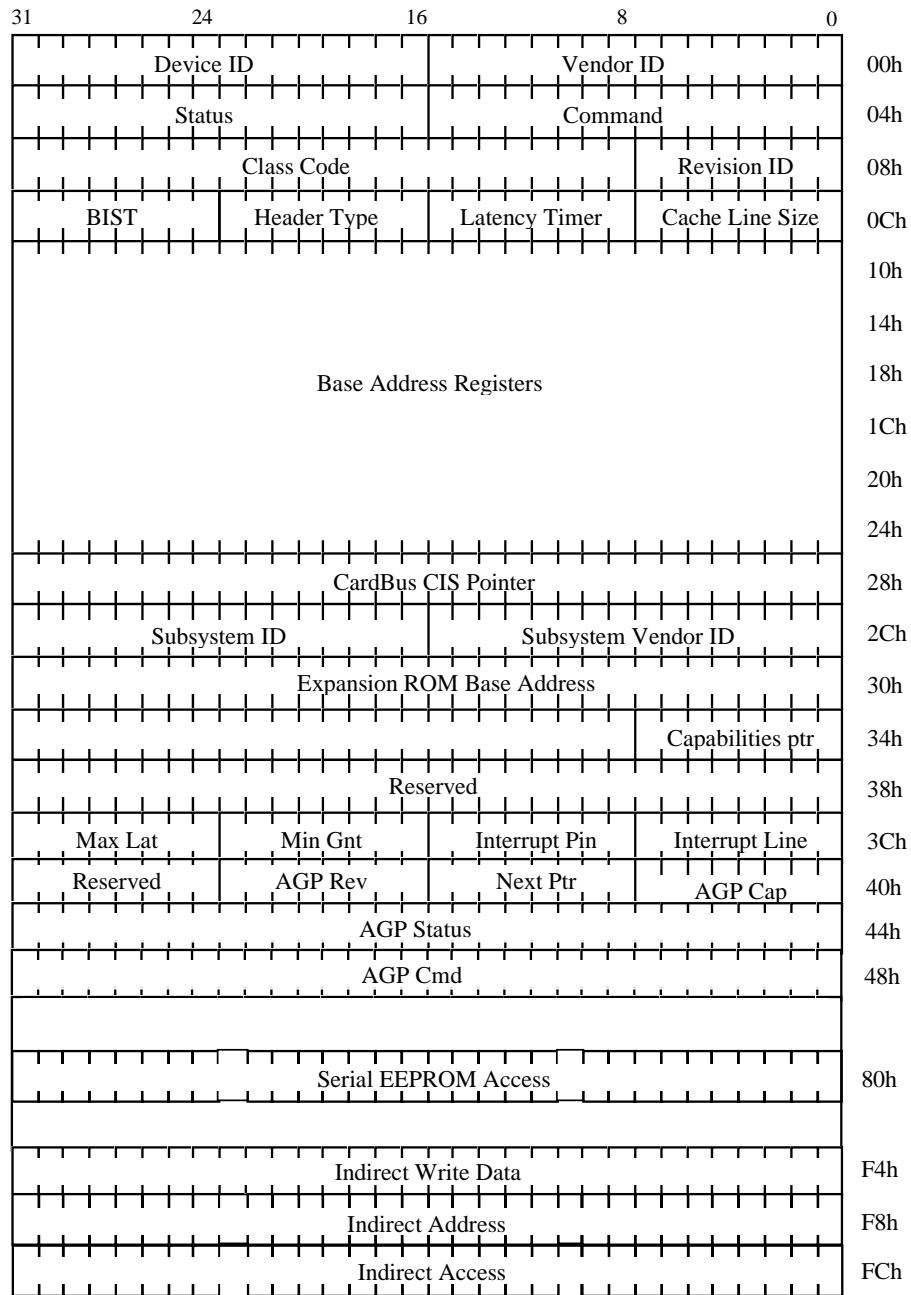 31 24 16 8 0
Device ID Vendor ID 00h
Status Command 04h
Class Code Revision ID 08h
BIST Header Type Latency Timer Cache Line Size 0Ch
10h
14h
Base Address Registers 18h
1Ch
20h
24h
CardBus CIS Pointer 28h
Subsystem ID Subsystem Vendor ID 2Ch
Expansion ROM Base Address 30h
Capabilities ptr 34h
Reserved 38h
Max Lat Min Gnt Interrupt Pin Interrupt Line 3Ch
Reserved AGP Rev Next Ptr AGP Cap 40h
AGP Status 44h
AGP Cmd 48h
Serial EEPROM Access 80h
Indirect Write Data F4h
Indirect Address F8h
Indirect Access FCh